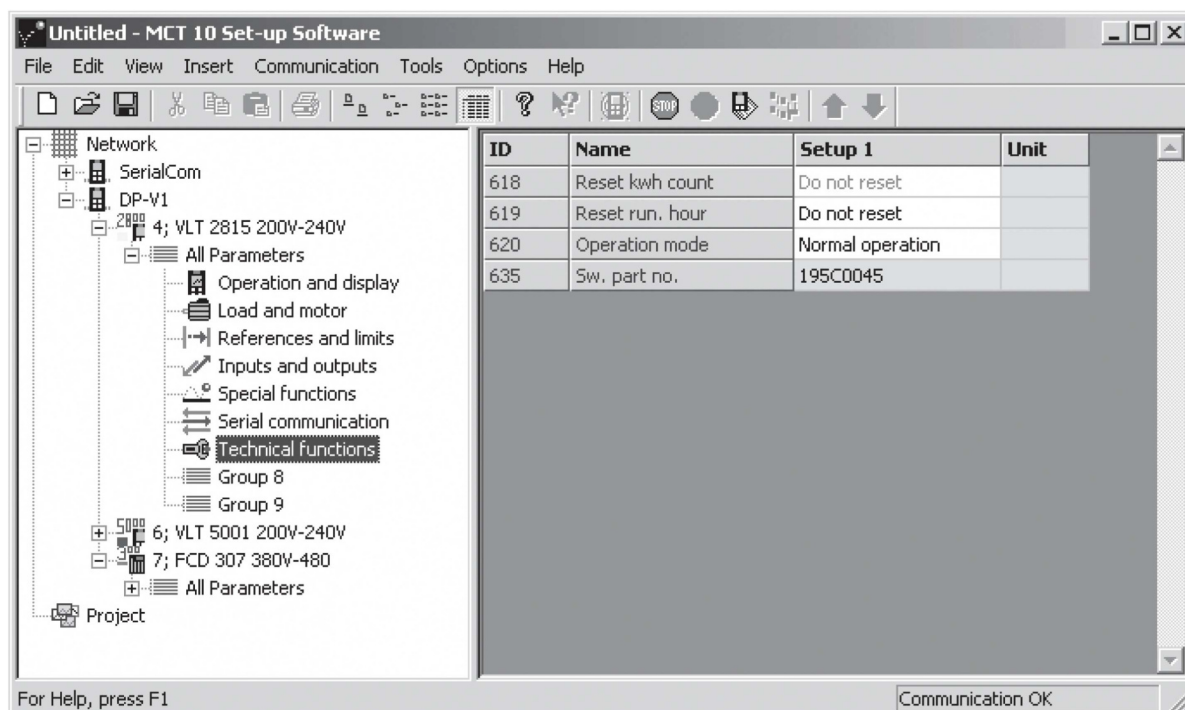 Untitled - MCT 10 Set-up Software
File Edit View Insert Communication Tools Options Help
STOP
Network
SerialCom
DP-V1
2800 4; VLT 2815 200V-240V
All Parameters
Operation and display
Load and motor
References and limits
Inputs and outputs
Special functions
Serial communication
Technical functions
Group 8
Group 9
5000 6; VLT 5001 200V-240V
300 7; FCD 307 380V-480
All Parameters
Project
ID Name Setup 1 Unit
618 Reset kwh count Do not reset
619 Reset run. hour Do not reset
620 Operation mode Normal operation
635 Sw. part no. 195C0045
For Help, press F1 Communication OK